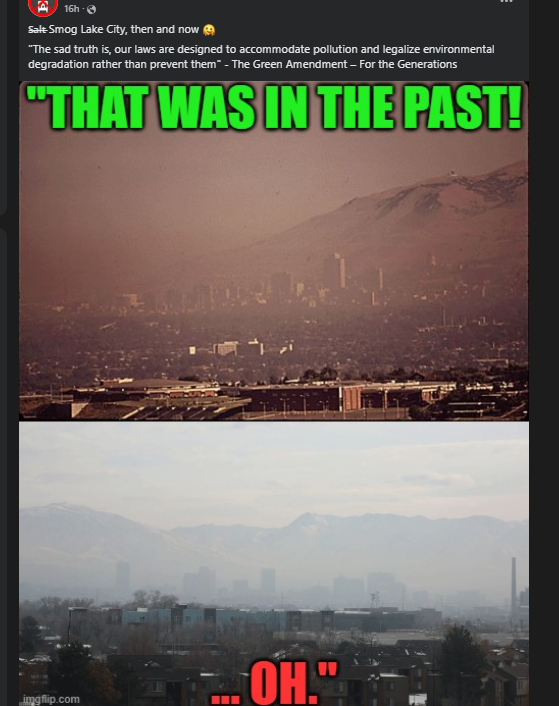 16h ·
Salt Smog Lake City, then and now 🫠
"The sad truth is, our laws are designed to accommodate pollution and legalize environmental
degradation rather than prevent them" - The Green Amendment – For the Generations
"THAT WAS IN THE PAST!
... OH."
imgflip.com